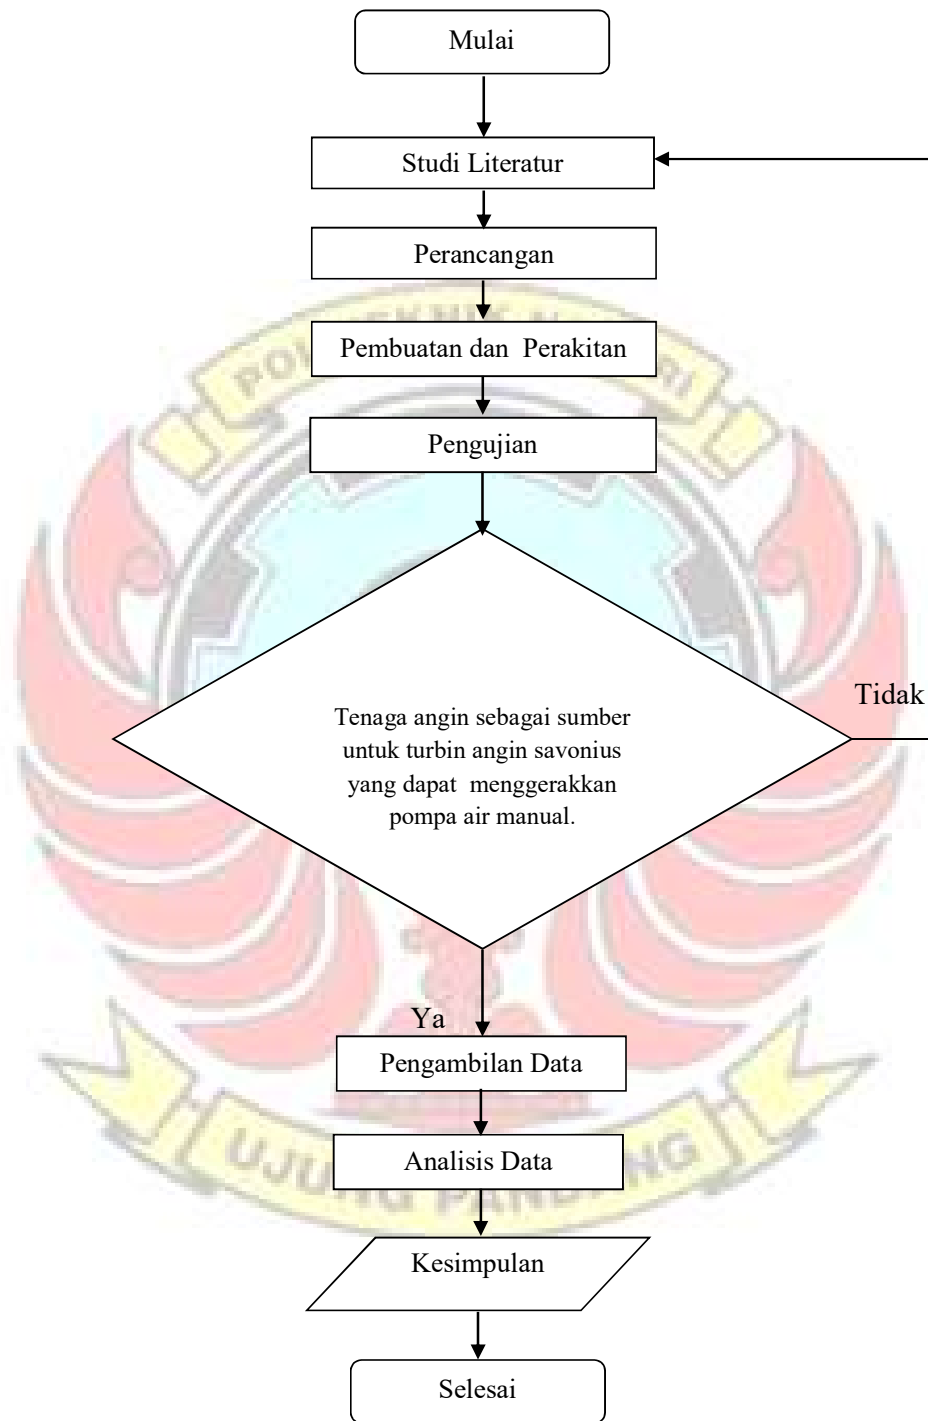 Mulai
Studi Literatur
Perancangan
Pembuatan dan Perakitan
Pengujian
Tidak
Tenaga angin sebagai sumber
untuk turbin angin savonius
yang dapat menggerakkan
pompa air manual.
Ya
Pengambilan Data
Analisis Data
UJUNG
Kesimpulan
Selesai